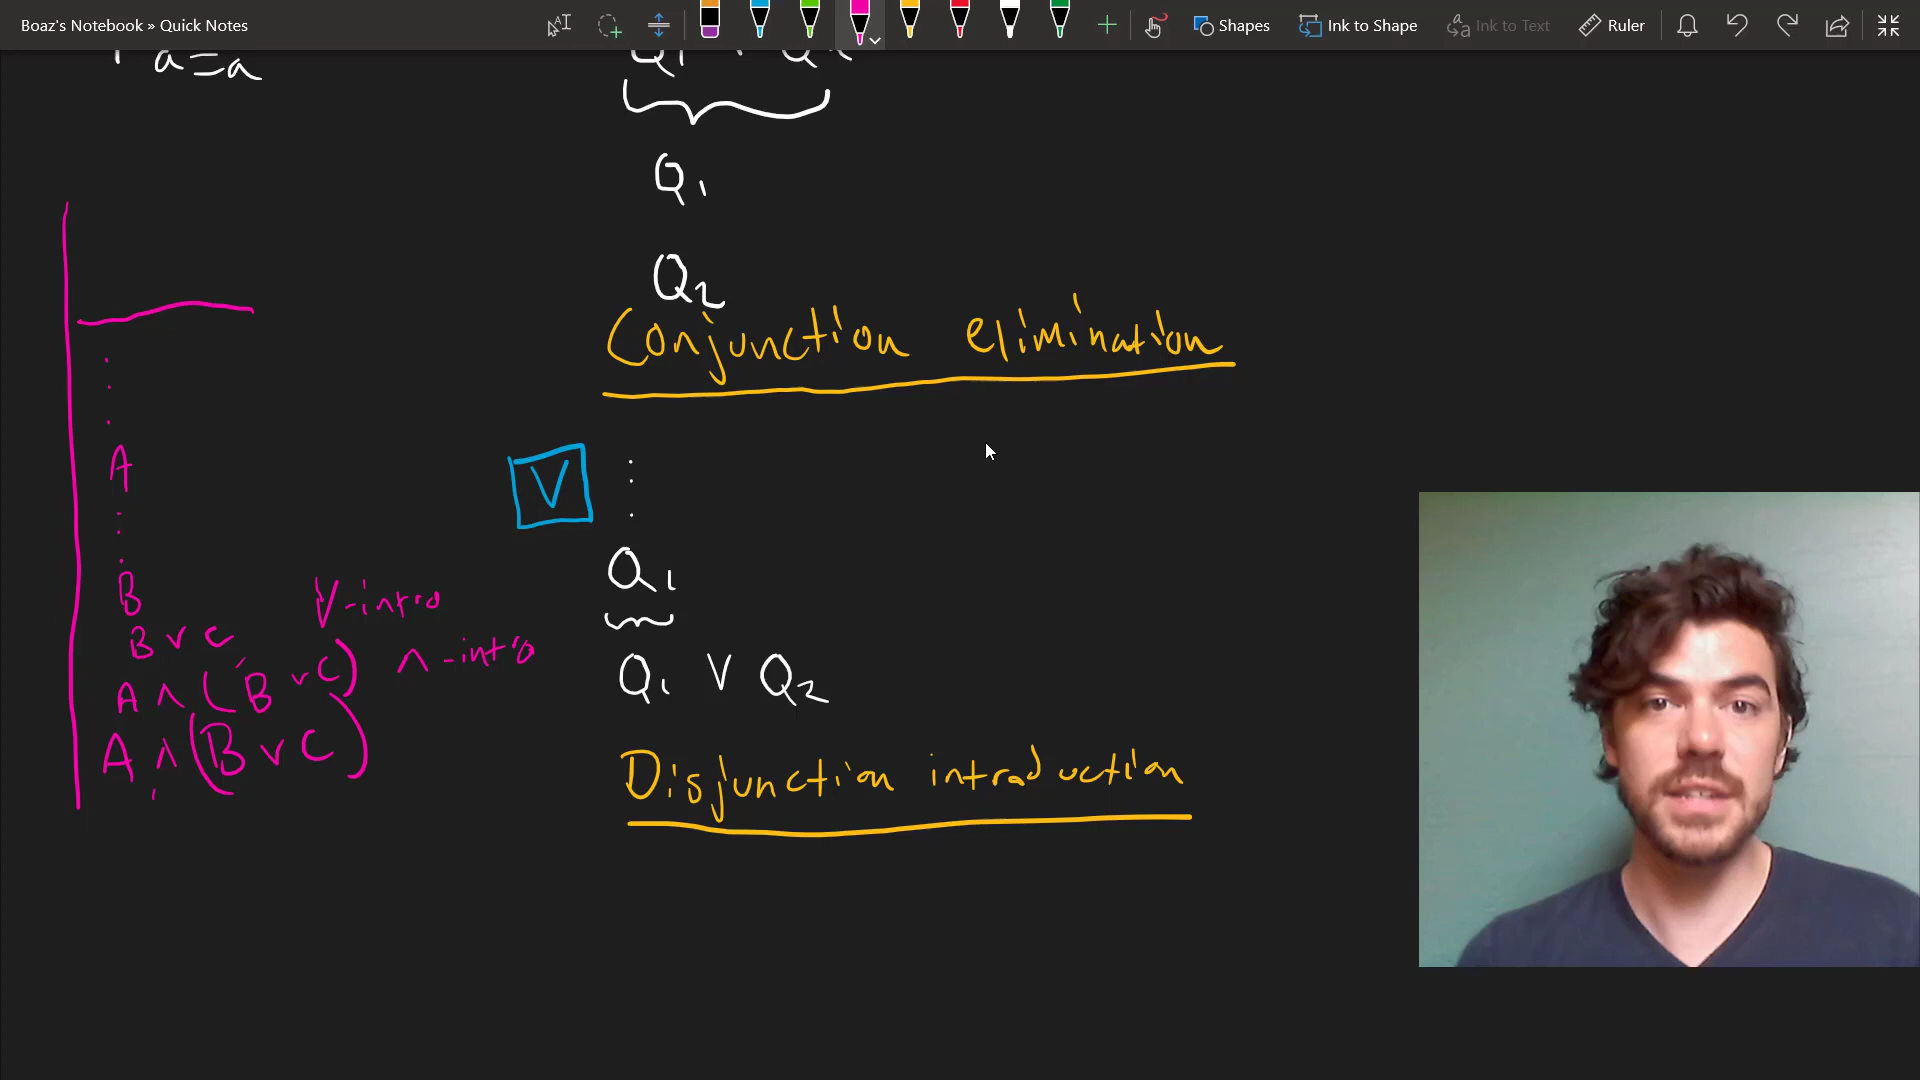 Boaz's Notebook » Quick Notes
Shapes
Ink to Shape
Ink to Text
Ruler
a=a
Q1
Q2
Conjunction elimination
V
Q1
Q1 V Q2
Disjunction introduction
A
B
B ∨ C ∨-intro
A ∧ (B ∨ C) ∧-intro
A ∧ (B ∨ C)